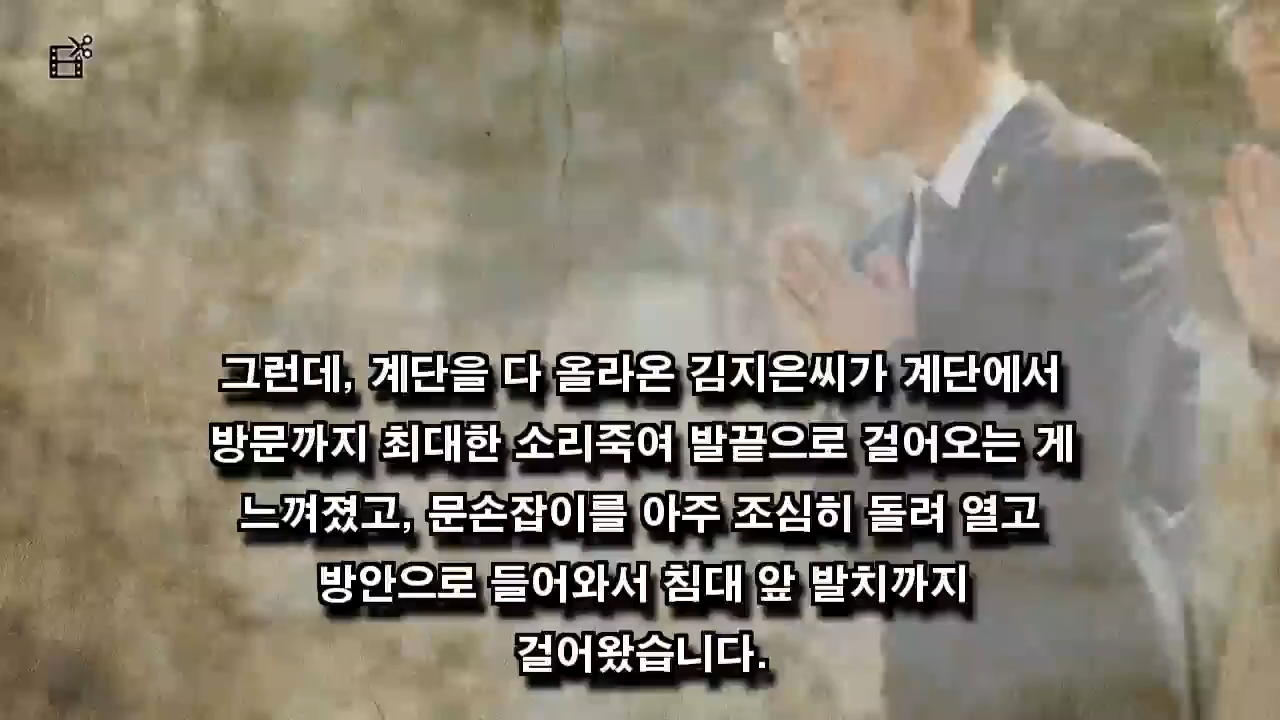 그런데, 계단을 다 올라온 김지은씨가 계단에서
방문까지 최대한 소리죽여 발끝으로 걸어오는 게
느껴졌고, 문손잡이를 아주 조심히 돌려 열고
방안으로 들어와서 침대 앞 발치까지
걸어왔습니다.